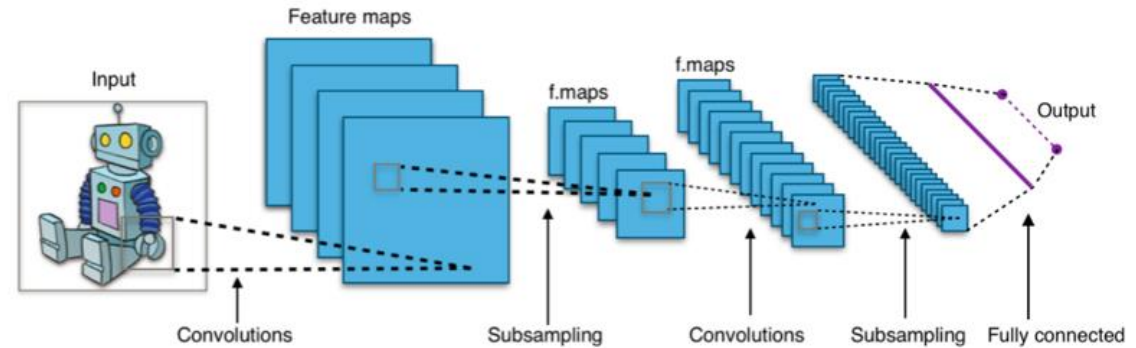 Feature maps
Input
f.maps
f.maps
Output
Convolutions
Subsampling
Convolutions
Subsampling
Fully connected